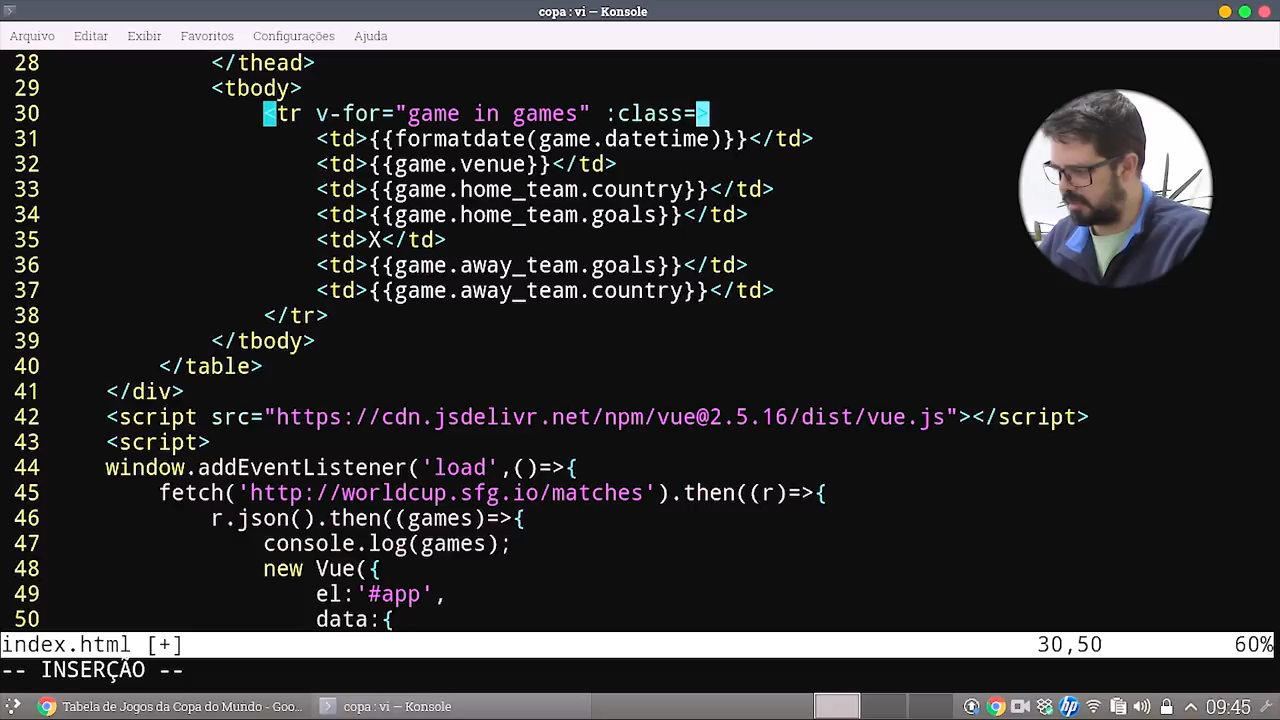 copa : vi — Konsole
Arquivo Editar Exibir Favoritos Configurações Ajuda
28 </thead>
29 <tbody>
30 <tr v-for="game in games" :class=>
31 <td>{{formatdate(game.datetime)}}</td>
32 <td>{{game.venue}}</td>
33 <td>{{game.home_team.country}}</td>
34 <td>{{game.home_team.goals}}</td>
35 <td>X</td>
36 <td>{{game.away_team.goals}}</td>
37 <td>{{game.away_team.country}}</td>
38 </tr>
39 </tbody>
40 </table>
41 </div>
42 <script src="https://cdn.jsdelivr.net/npm/vue@2.5.16/dist/vue.js"></script>
43 <script>
44 window.addEventListener('load',()=>{
45 fetch('http://worldcup.sfg.io/matches').then((r)=>{
46 r.json().then((games)=>{
47 console.log(games);
48 new Vue({
49 el:'#app',
50 data:{
index.html [+] 30,50 60%
-- INSERÇÃO --
Tabela de Jogos da Copa do Mundo - Goo... copa : vi — Konsole 09:45